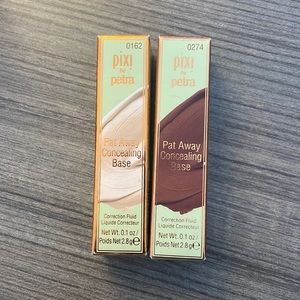 0162
pixi
by
petra
Pat Away
Concealing
Base
Correction Fluid
Liquide Correcteur
Net Wt. 0.1 oz/
Poids Net 2.8g℮
0274
pixi
by
petra
Pat Away
Concealing
Base
Correction Fluid
Liquide Correcteur
Net Wt. 0.1 oz/
Poids Net 2.8g℮